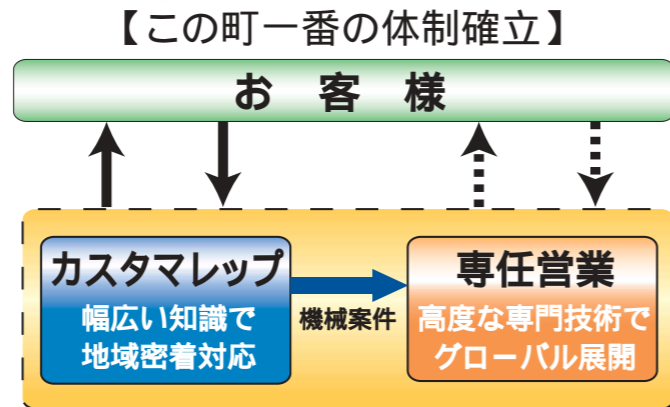 【この町一番の体制確立】
お 客 様
カスタマレップ
幅広い知識で
地域密着対応
機械案件
専任営業
高度な専門技術で
グローバル展開